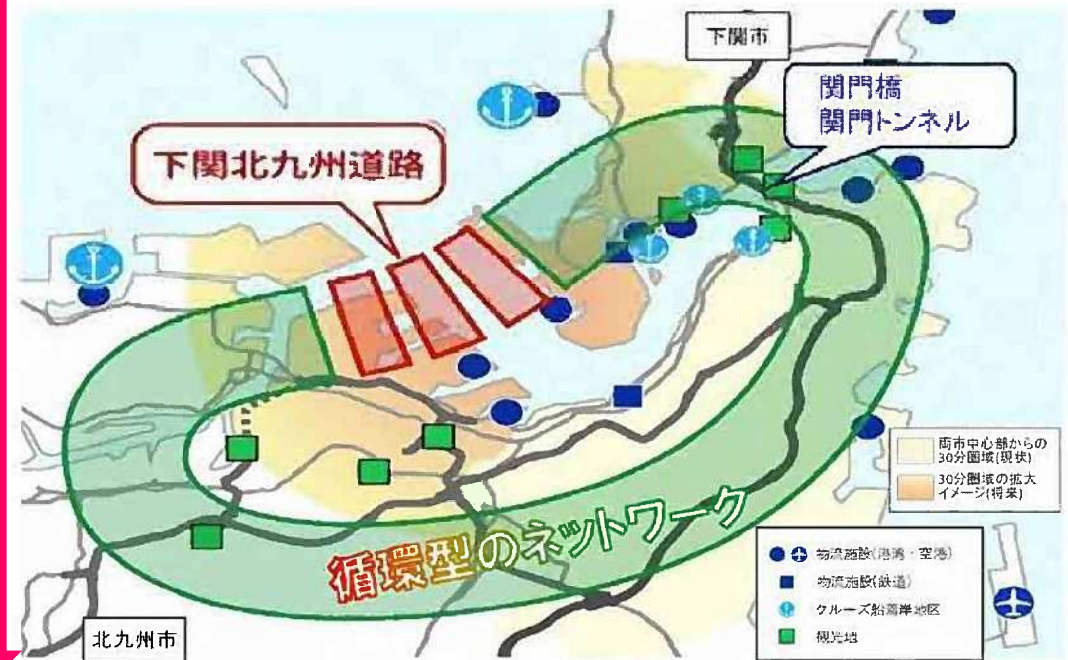 下関市
関門橋
関門トンネル
下関北九州道路
両市中心部からの
30分圏域(現状)
30分圏域の拡大
イメージ(将来)
循環型のネットワーク
物流施設(港湾・空港)
物流施設(鉄道)
クルーズ船着岸地区
観光地
北九州市